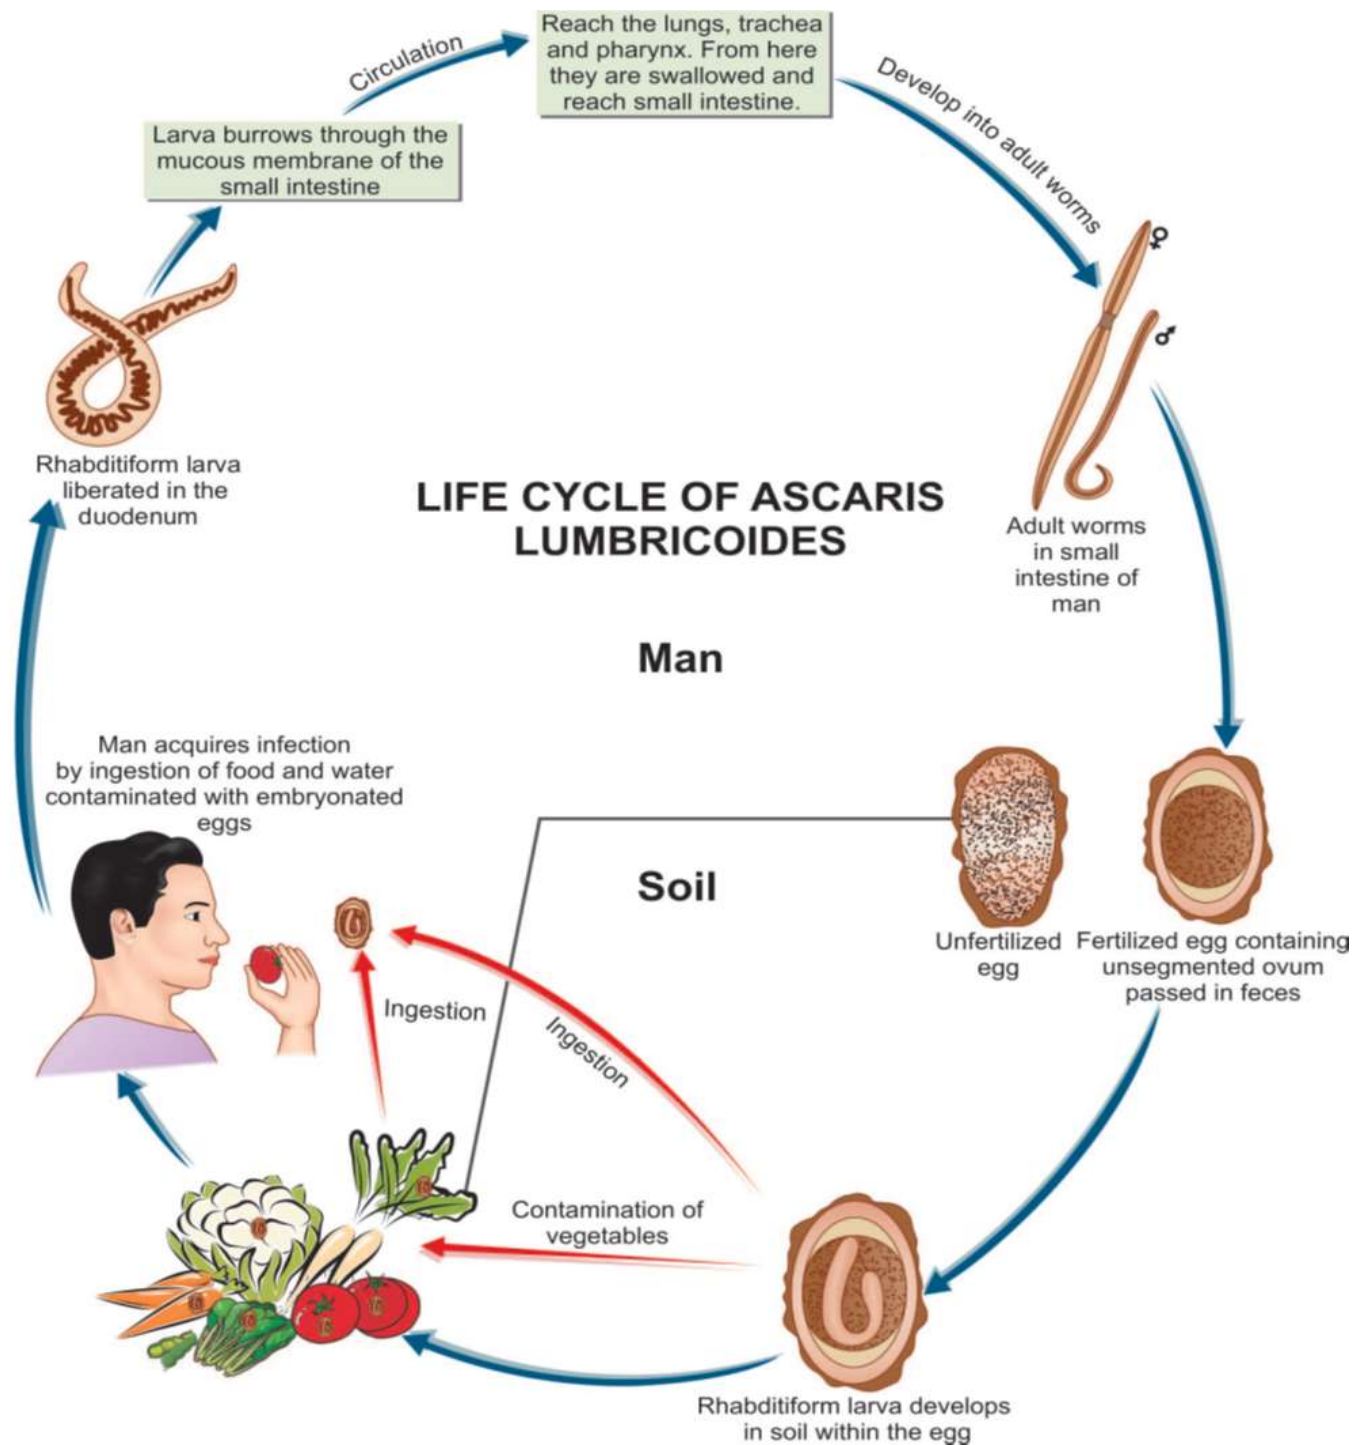 Reach the lungs, trachea
and pharynx. From here
they are swallowed and
reach small intestine.
Circulation
Develop into adult worms
Larva burrows through the
mucous membrane of the
small intestine
♀
♂
Rhabditiform larva
liberated in the
duodenum
LIFE CYCLE OF ASCARIS
LUMBRICOIDES
Adult worms
in small
intestine of
man
Man
Man acquires infection
by ingestion of food and water
contaminated with embryonated
eggs
Soil
Unfertilized
egg
Fertilized egg containing
unsegmented ovum
passed in feces
Ingestion
Ingestion
Contamination of
vegetables
Rhabditiform larva develops
in soil within the egg